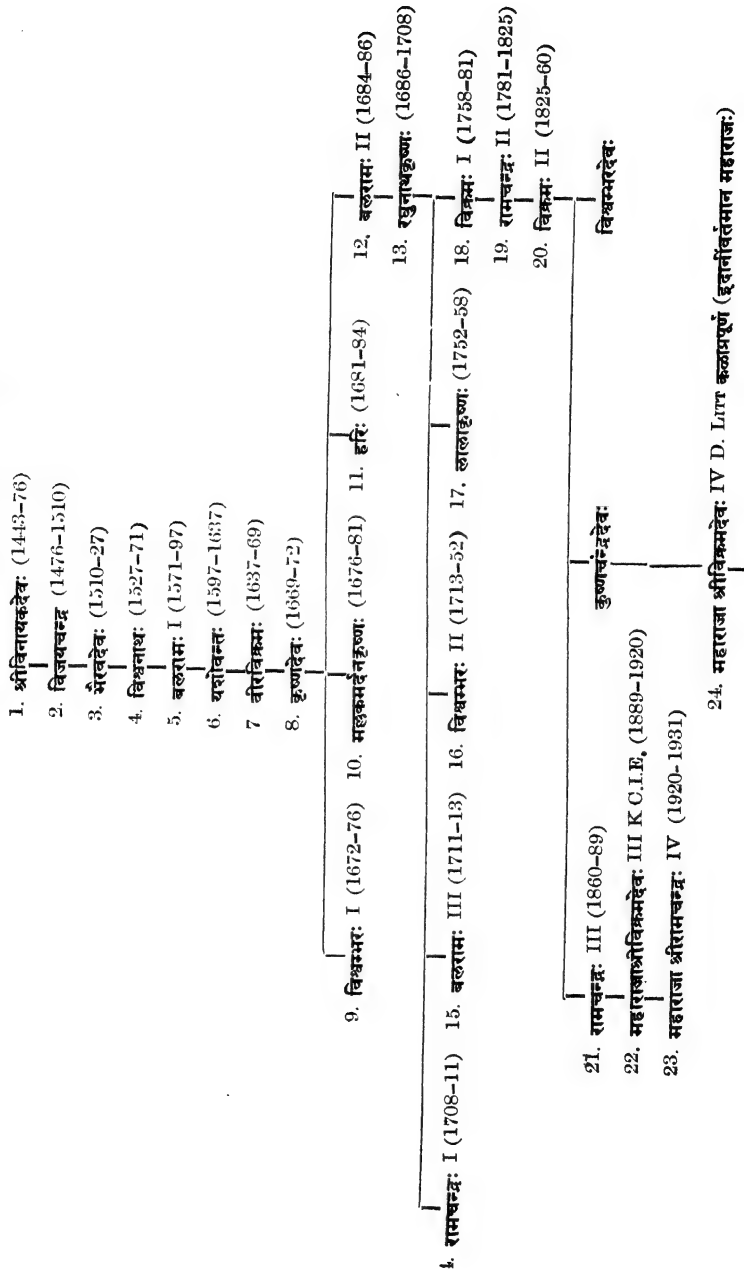 1. श्रीविनायकदेवः (1443-76)
2. विजयचन्द्र (1476-1510)
3. भैरवदेवः (1510-27)
4. विश्वनाथः (1527-71)
5. बलरामः I (1571-97)
6. यशोवन्तः (1597-1637)
7 वीरविक्रमः (1637-69)
8. कृष्णदेवः (1669-72)
9. विश्वम्भरः I (1672-76) 10. मल्लकमर्दनकृष्णः (1676-81) 11. हरिः (1681-84) 12. बलरामः II (1684-86)
13. रघुनाथकृष्णः (1686-1708)
4. रामचन्द्रः I (1708-11) 15. बलरामः III (1711-13) 16. विश्वम्भरः II (1713-52) 17. लालाकृष्णः (1752-58) 18. विक्रमः I (1758-81)
19. रामचन्द्रः II (1781-1825)
20. विक्रमः II (1825-60)
21. रामचन्द्रः III (1860-89) कृष्णचन्द्रदेवः विश्वम्भरदेवः
22. महाराजाश्रीविक्रमदेवः III K C.I.E. (1889-1920)
23. महाराजा श्रीरामचन्द्रः IV (1920-1931)
24. महाराजा श्रीविक्रमदेवः IV D. LITT कळाप्रपूर्ण (इदानींवर्तमान महाराजः)